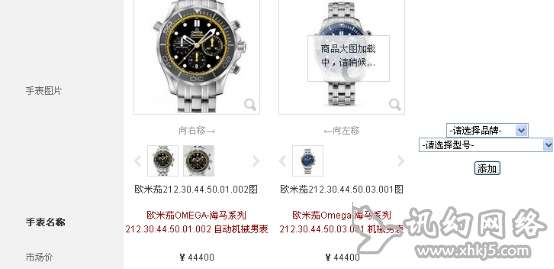 商品大图加载
中，请稍候...
手表图片
向右移→
←向左移
-请选择品牌-
-请选择型号-
添加
欧米茄212.30.44.50.01.002图
欧米茄212.30.44.50.03.001图
手表名称
欧米茄OMEGA-海马系列
212.30.44.50.01.002 自动机械男表
欧米茄Omega-海马系列
212.30.44.50.03.001 机械男表
市场价
¥ 44400
¥ 44400
讯幻网络
www.xhkj5.com